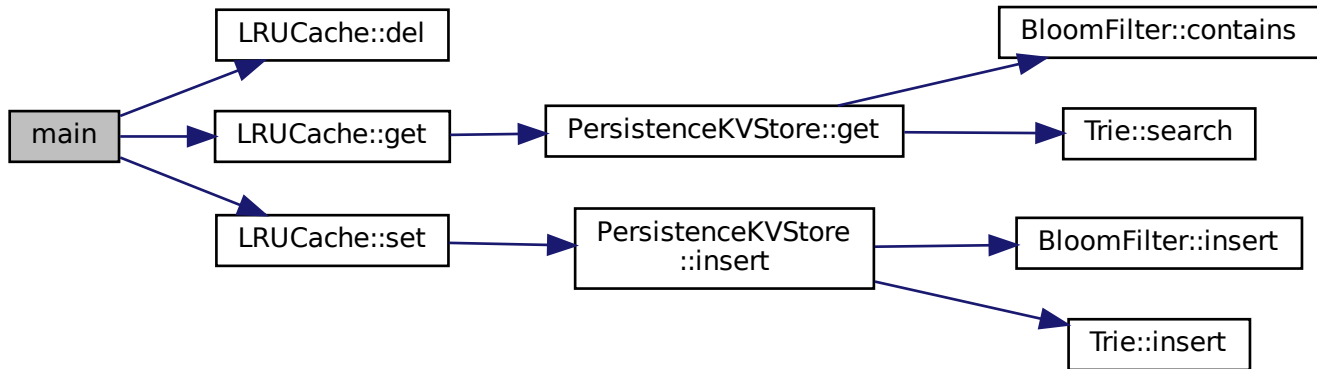 main
LRUCache::del
LRUCache::get
LRUCache::set
PersistenceKVStore::get
PersistenceKVStore
::insert
BloomFilter::contains
Trie::search
BloomFilter::insert
Trie::insert